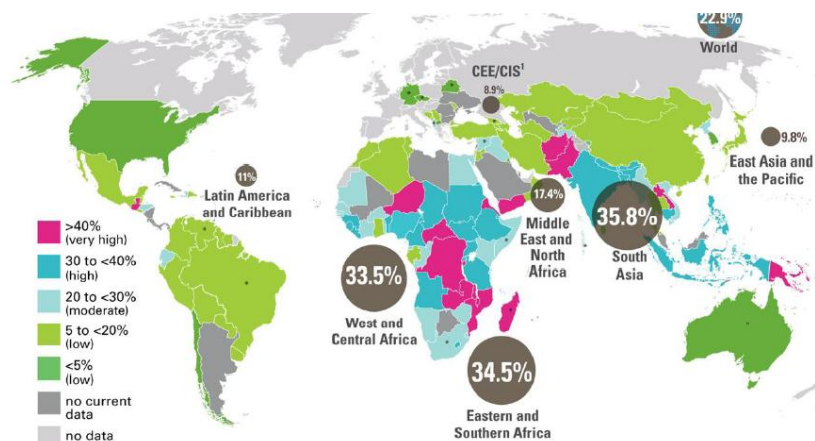 22.9%
World
CEE/CIS¹
8.9%
9.8%
East Asia and
the Pacific
11%
Latin America
and Caribbean
17.4%
Middle
East and
North
Africa
35.8%
South
Asia
33.5%
West and
Central Africa
34.5%
Eastern and
Southern Africa
>40%
(very high)
30 to <40%
(high)
20 to <30%
(moderate)
5 to <20%
(low)
<5%
(low)
no current
data
no data